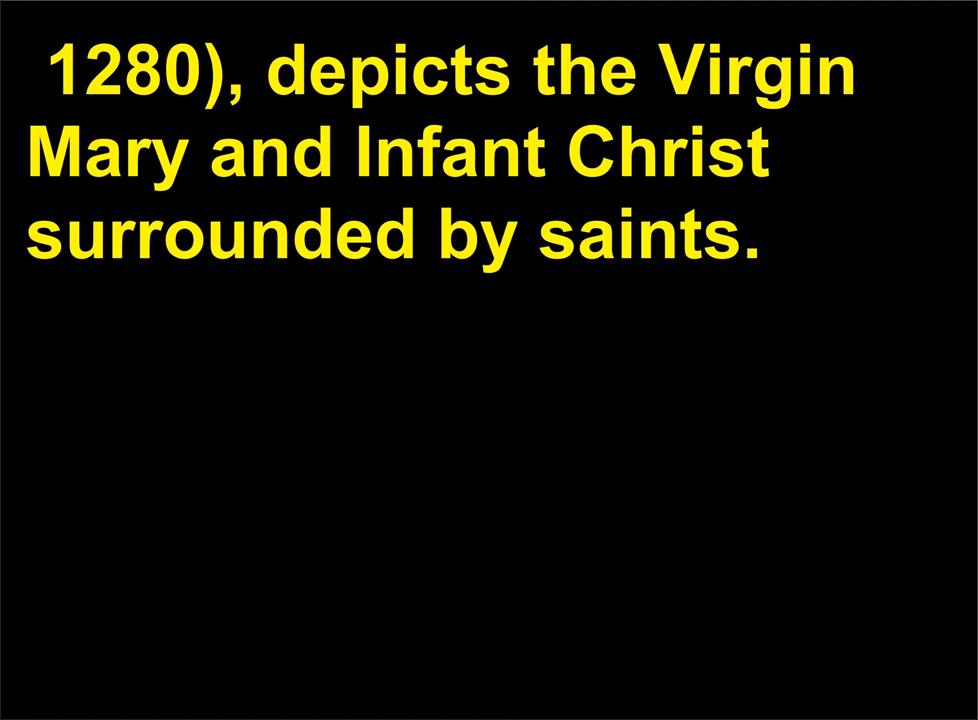 1280), depicts the Virgin
Mary and Infant Christ
surrounded by saints.